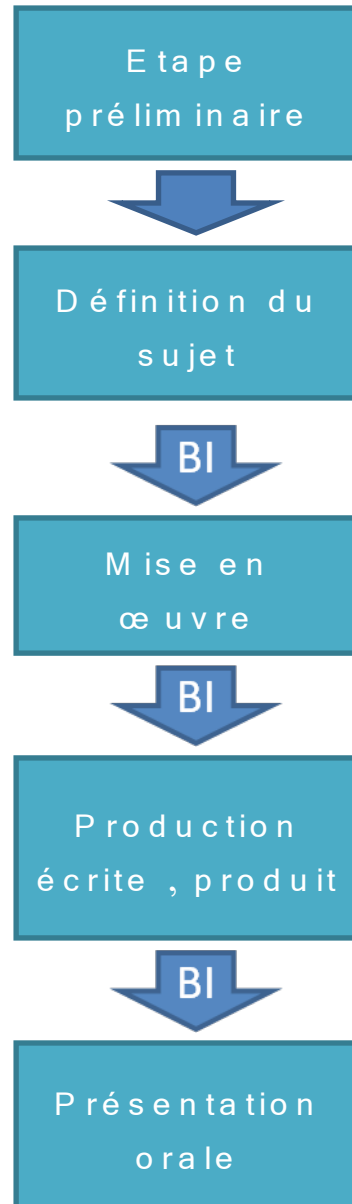 Etape
préliminaire
Définition du
sujet
BI
Mise en
œuvre
BI
Production
écrite , produit
BI
Présentation
orale